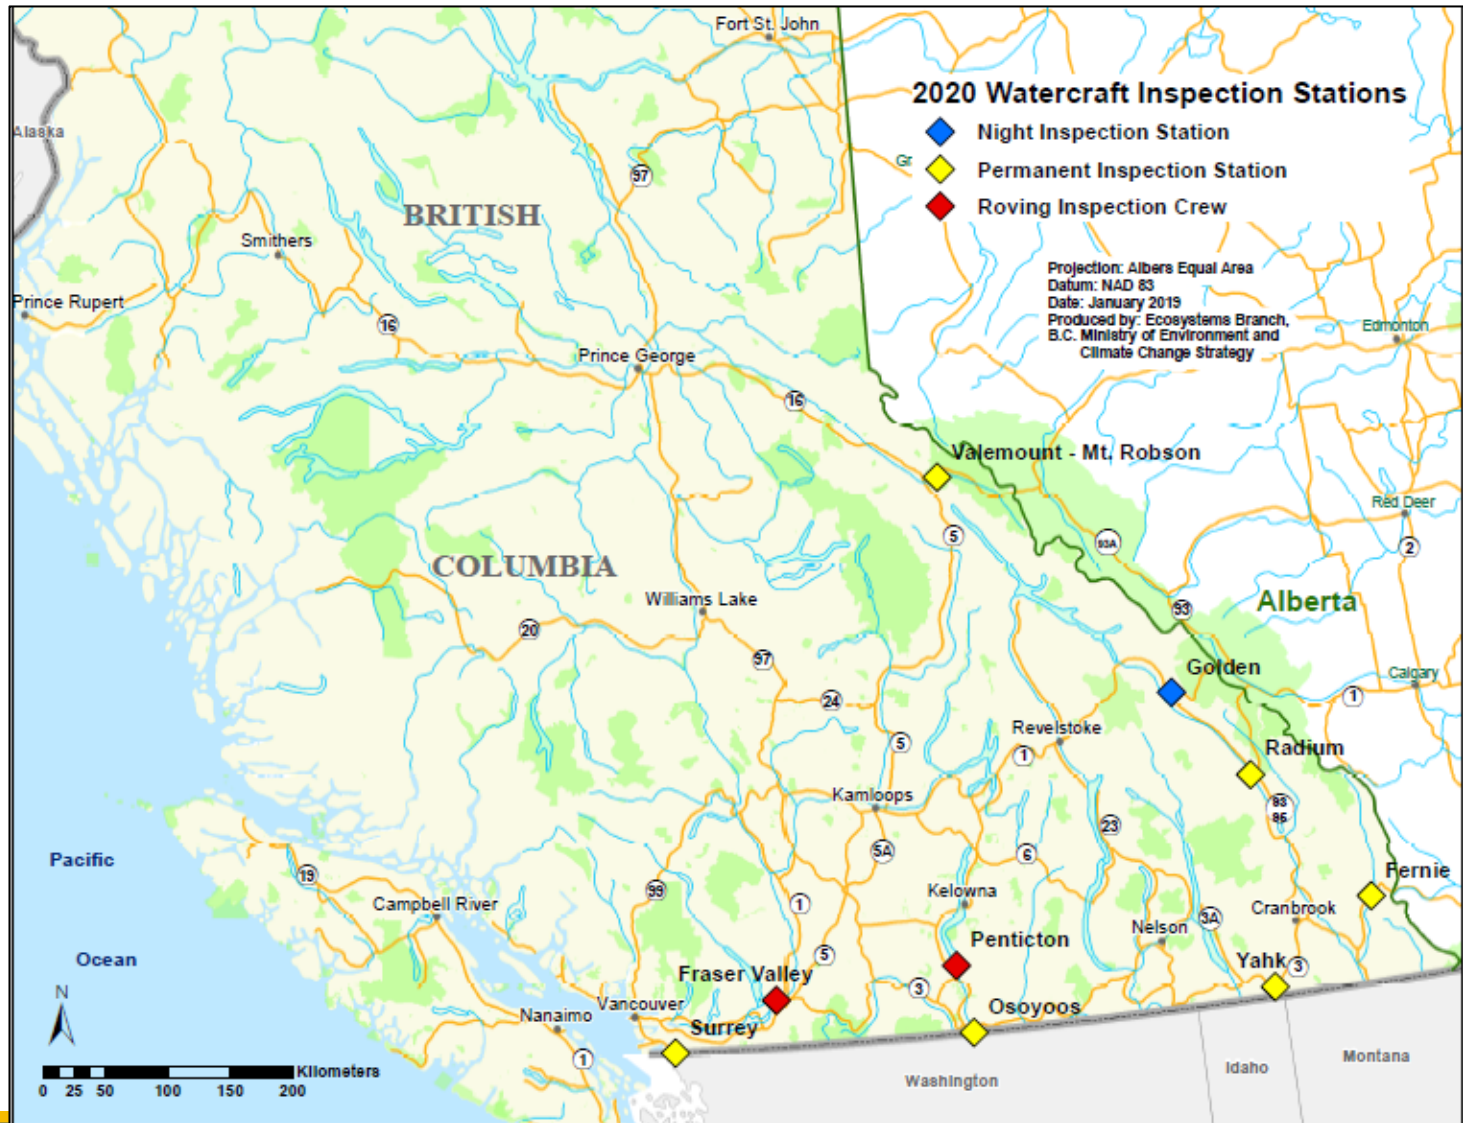 Fort St. John
2020 Watercraft Inspection Stations
Night Inspection Station
Permanent Inspection Station
Roving Inspection Crew
Alaska
Gr
97
BRITISH
Smithers
Projection: Albers Equal Area
Datum: NAD 83
Date: January 2019
Produced by: Ecosystems Branch,
B.C. Ministry of Environment and
Climate Change Strategy
Prince Rupert
16
Edmonton
Prince George
16
Valemount - Mt. Robson
Red Deer
5
93A
2
COLUMBIA
Williams Lake
Alberta
93
20
97
Golden
Calgary
24
1
Revelstoke
5
1
Radium
Kamloops
93
95
23
5A
6
Pacific
19
Fernie
99
Kelowna
Campbell River
1
Cranbrook
3A
Nelson
Penticton
Ocean
5
Yahk
3
Fraser Valley
3
N
Vancouver
Osoyoos
Nanaimo
Surrey
1
Montana
Idaho
Washington
Kilometers
0 25 50 100 150 200